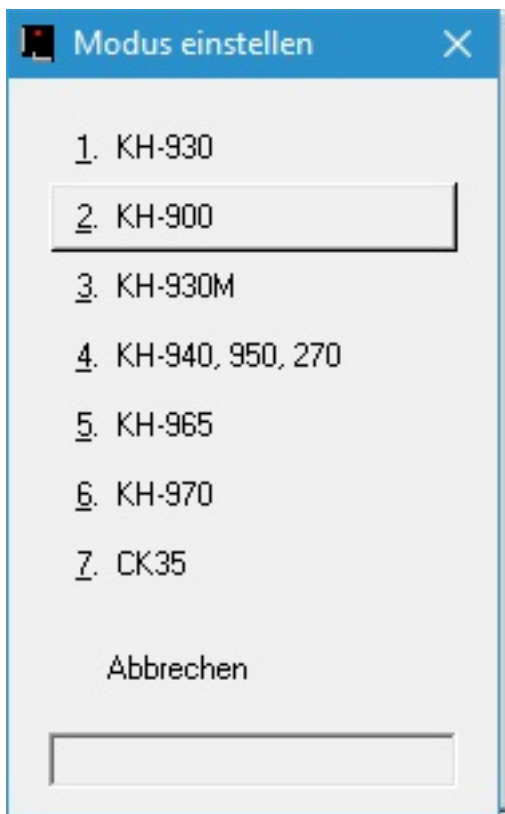 Modus einstellen
1. KH-930
2. KH-900
3. KH-930M
4. KH-940, 950, 270
5. KH-965
6. KH-970
7. CK35
Abbrechen